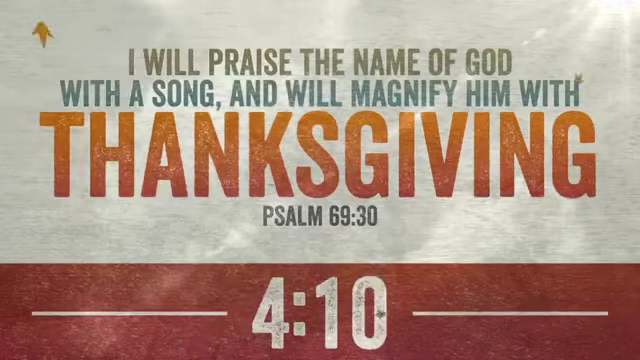 I WILL PRAISE THE NAME OF GOD
WITH A SONG, AND WILL MAGNIFY HIM WITH
THANKSGIVING
PSALM 69:30
4:10